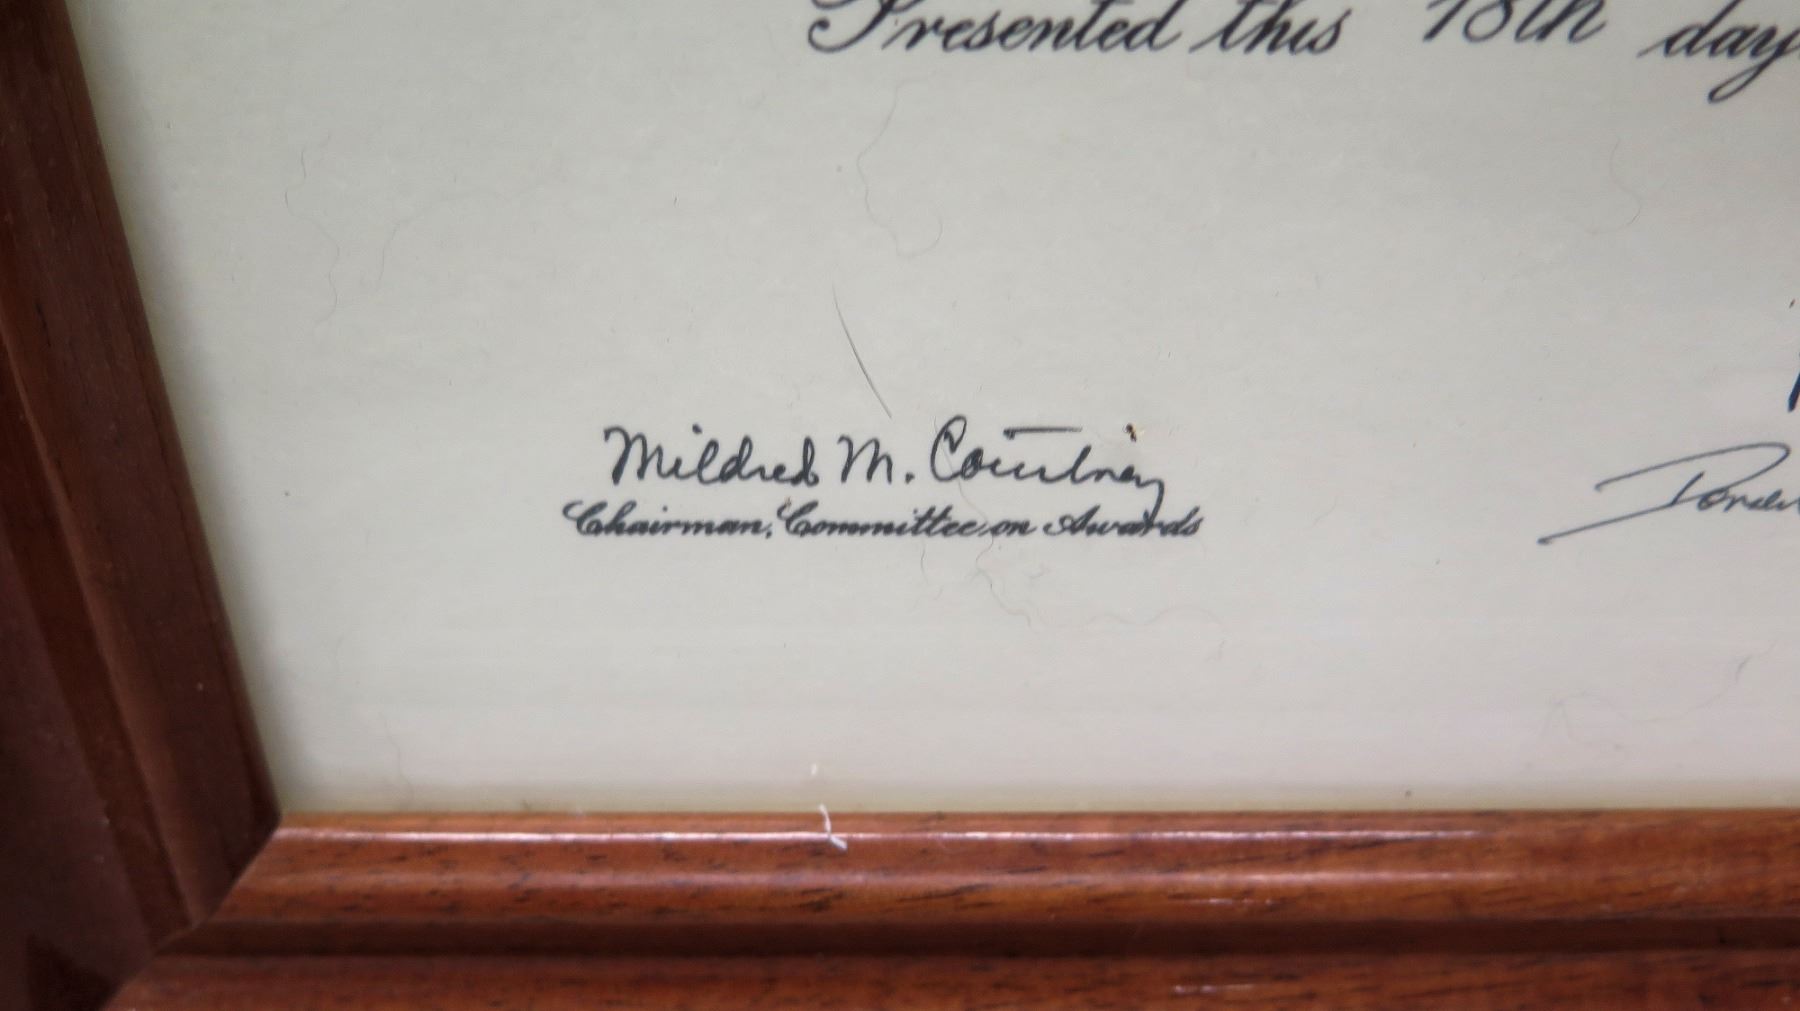 Presented this 18th day
Mildred M. Courtney
Chairman, Committee on Awards